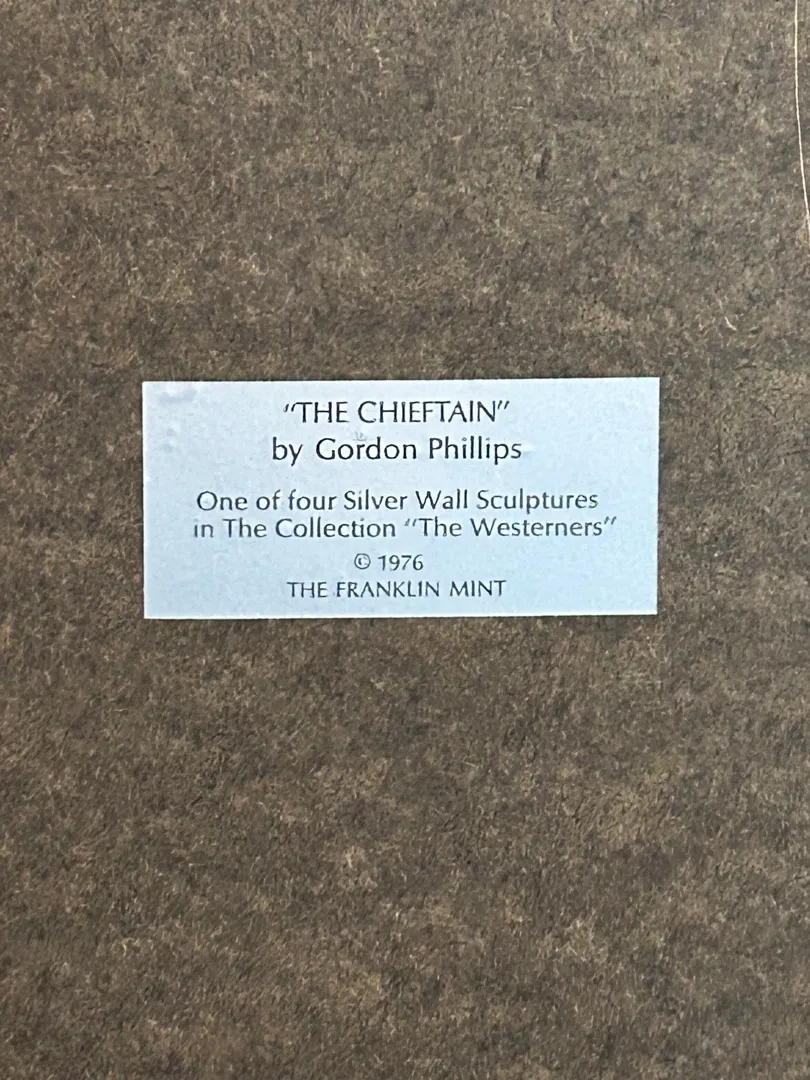 "THE CHIEFTAIN"
by Gordon Phillips
One of four Silver Wall Sculptures
in The Collection "The Westerners"
© 1976
THE FRANKLIN MINT